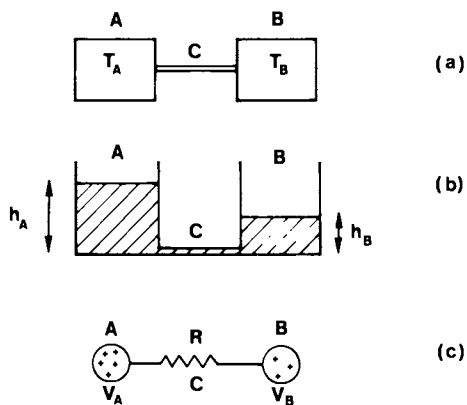 A B
T_A C T_B (a)
A B
h_A C h_B (b)
A R B
V_A C V_B (c)